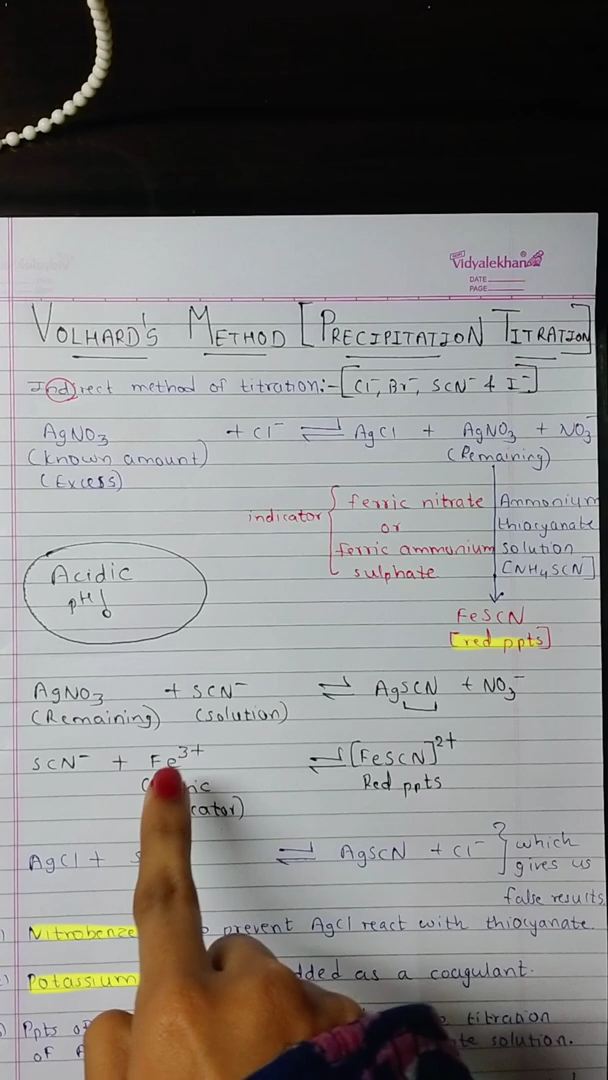 Vidyalekhan
DATE
PAGE
VOLHARD'S METHOD [PRECIPITATION TITRATION]
Indirect method of titration:- [Cl⁻, Br⁻, SCN⁻ & I⁻]
AgNO3 + Cl⁻ ⇌ AgCl + AgNO3 + NO3⁻
(Known amount) (Remaining)
(Excess)
indicator { ferric nitrate or ferric ammonium sulphate
Ammonium
thiocyanate
solution
[NH4SCN]
Acidic
pH!
FeSCN
[red ppts]
AgNO3 + SCN⁻ ⇌ AgSCN + NO3⁻
(Remaining) (solution)
SCN⁻ + Fe³⁺ ⇌ [FeSCN]²⁺
Red ppts
AgCl + ⇌ AgSCN + Cl⁻ } which
gives us
false results.
prevent AgCl react with thiocyanate.
Potassium as a coagulant.
Ppts titration
of solution.